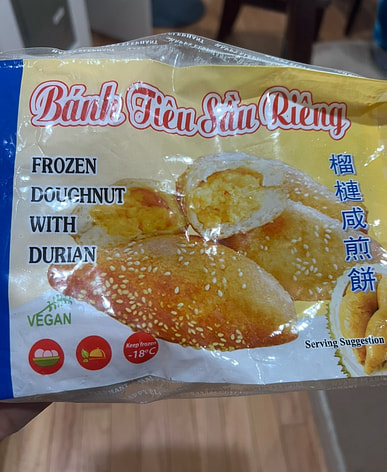 Bánh Tiêu Sầu Riêng
FROZEN
DOUGHNUT
WITH
DURIAN
榴槤咸煎餅
VEGAN
Keep frozen
-18°C
Serving Suggestion